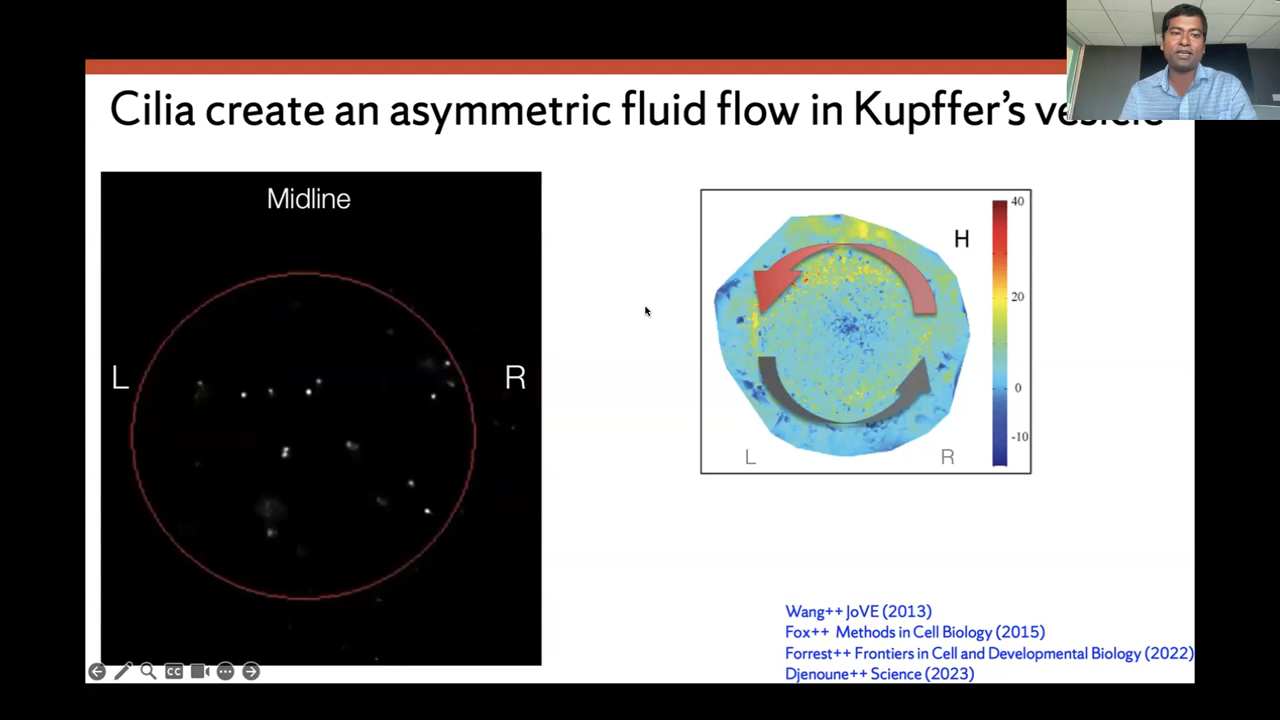 Cilia create an asymmetric fluid flow in Kupffer's
Midline
L
R
H
40
20
0
-10
L
R
Wang++ JoVE (2013)
Fox++ Methods in Cell Biology (2015)
Forrest++ Frontiers in Cell and Developmental Biology (2022)
Djenoune++ Science (2023)
CC